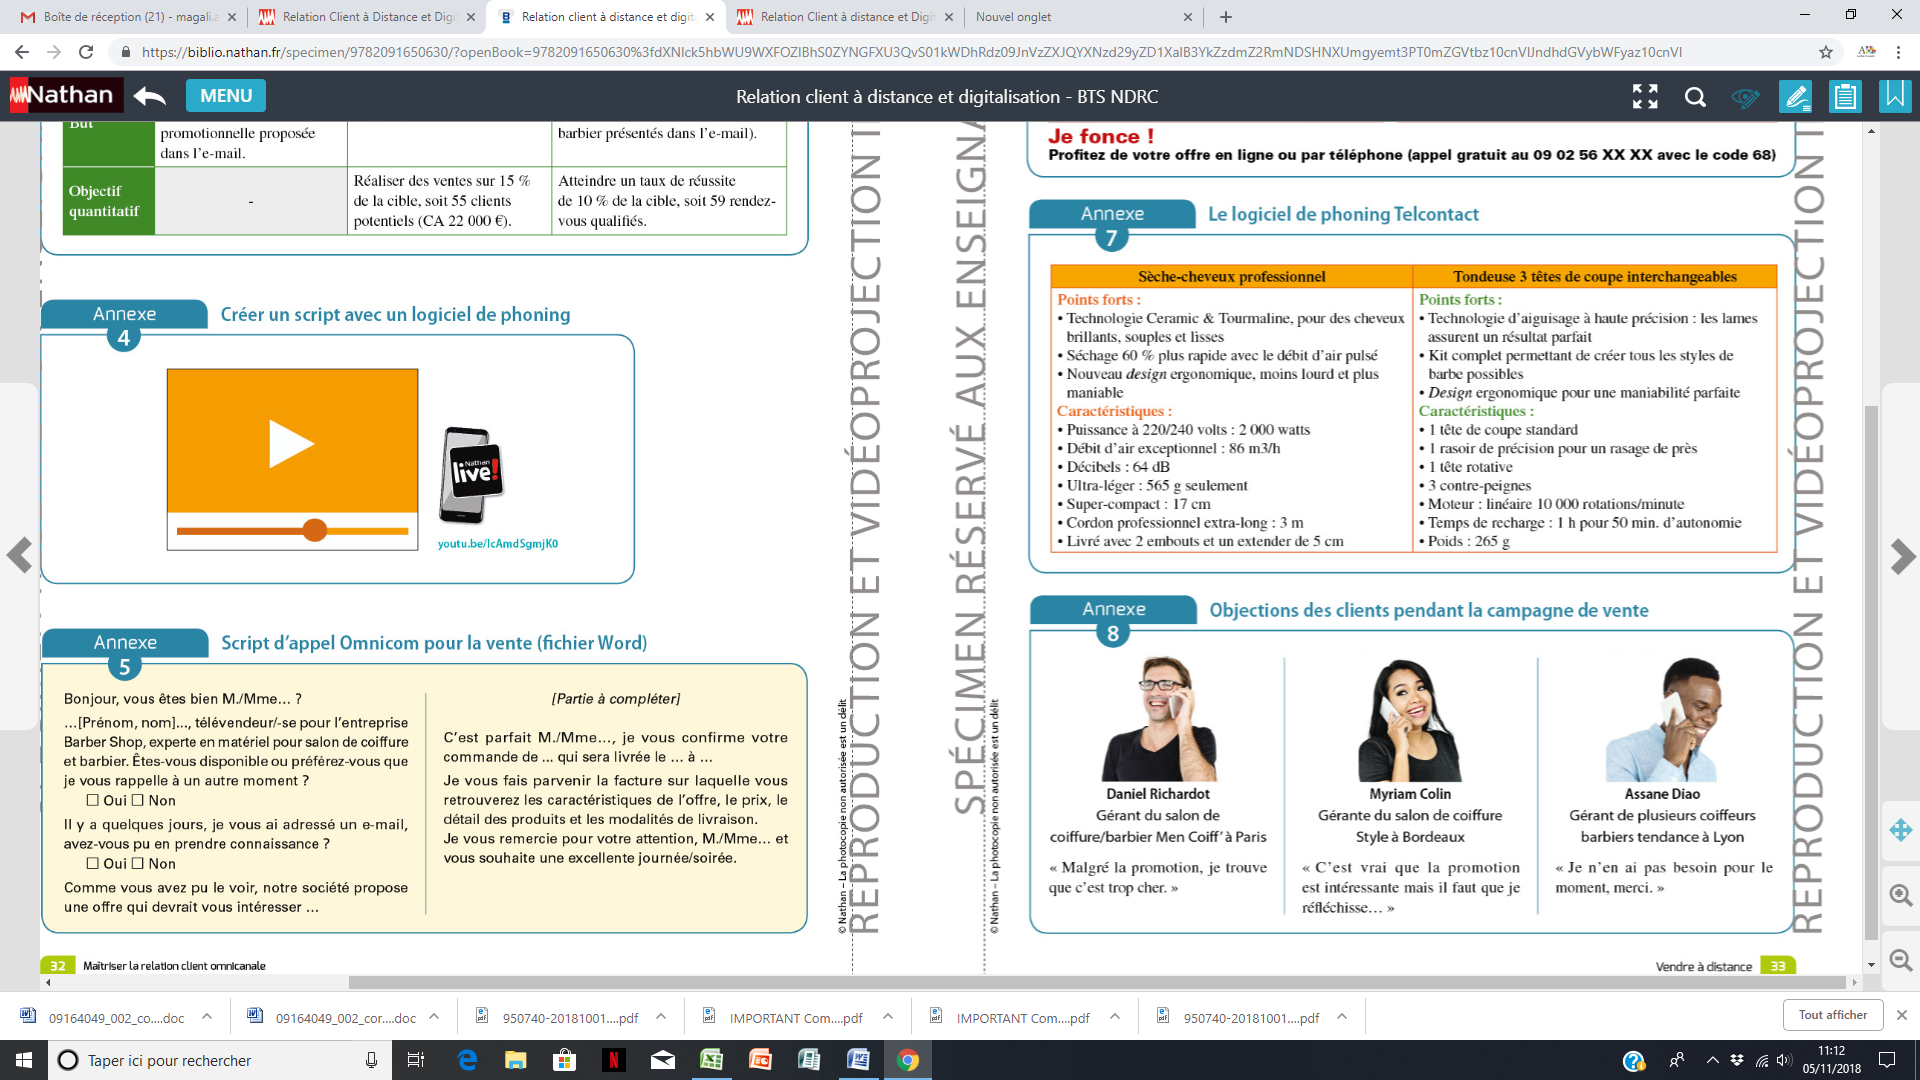 Boîte de réception (21) - magali.a
Relation Client à Distance et Digi
Relation client à distance et digit
Relation Client à Distance et Digi
Nouvel onglet
Nathan
MENU
Relation client à distance et digitalisation - BTS NDRC
But
promotionnelle proposée
dans l'e-mail.
barbier présentés dans l'e-mail).
Objectif
quantitatif
-
Réaliser des ventes sur 15 %
de la cible, soit 55 clients
potentiels (CA 22 000 €).
Atteindre un taux de réussite
de 10 % de la cible, soit 59 rendez-
vous qualifiés.
Annexe
4
Créer un script avec un logiciel de phoning
Nathan
live!
youtu.be/lcAmdSgmjK0
Annexe
5
Script d'appel Omnicom pour la vente (fichier Word)
Bonjour, vous êtes bien M./Mme… ?
…[Prénom, nom]..., télévendeur/-se pour l'entreprise
Barber Shop, experte en matériel pour salon de coiffure
et barbier. Êtes-vous disponible ou préférez-vous que
je vous rappelle à un autre moment ?
☐ Oui ☐ Non
Il y a quelques jours, je vous ai adressé un e-mail,
avez-vous pu en prendre connaissance ?
☐ Oui ☐ Non
Comme vous avez pu le voir, notre société propose
une offre qui devrait vous intéresser …
[Partie à compléter]
C'est parfait M./Mme…, je vous confirme votre
commande de ... qui sera livrée le … à …
Je vous fais parvenir la facture sur laquelle vous
retrouverez les caractéristiques de l'offre, le prix, le
détail des produits et les modalités de livraison.
Je vous remercie pour votre attention, M./Mme… et
vous souhaite une excellente journée/soirée.
32 Maîtriser la relation client omnicanale
© Nathan – La photocopie non autorisée est un délit
REPRODUCTION ET VIDÉOPROJECTION I
SPÉCIMEN RÉSERVÉ AUX ENSEIGNA
© Nathan – La photocopie non autorisée est un délit
Je fonce !
Profitez de votre offre en ligne ou par téléphone (appel gratuit au 09 02 56 XX XX avec le code 68)
Annexe
7
Le logiciel de phoning Telcontact
Sèche-cheveux professionnel
Points forts :
• Technologie Ceramic & Tourmaline, pour des cheveux
brillants, souples et lisses
• Séchage 60 % plus rapide avec le débit d'air pulsé
• Nouveau design ergonomique, moins lourd et plus
maniable
Caractéristiques :
• Puissance à 220/240 volts : 2 000 watts
• Débit d'air exceptionnel : 86 m3/h
• Décibels : 64 dB
• Ultra-léger : 565 g seulement
• Super-compact : 17 cm
• Cordon professionnel extra-long : 3 m
• Livré avec 2 embouts et un extender de 5 cm
Tondeuse 3 têtes de coupe interchangeables
Points forts :
• Technologie d'aiguisage à haute précision : les lames
assurent un résultat parfait
• Kit complet permettant de créer tous les styles de
barbe possibles
• Design ergonomique pour une maniabilité parfaite
Caractéristiques :
• 1 tête de coupe standard
• 1 rasoir de précision pour un rasage de près
• 1 tête rotative
• 3 contre-peignes
• Moteur : linéaire 10 000 rotations/minute
• Temps de recharge : 1 h pour 50 min. d'autonomie
• Poids : 265 g
Annexe
8
Objections des clients pendant la campagne de vente
Daniel Richardot
Gérant du salon de
coiffure/barbier Men Coiff' à Paris
« Malgré la promotion, je trouve
que c'est trop cher. »
Myriam Colin
Gérante du salon de coiffure
Style à Bordeaux
« C'est vrai que la promotion
est intéressante mais il faut que je
réfléchisse… »
Assane Diao
Gérant de plusieurs coiffeurs
barbiers tendance à Lyon
« Je n'en ai pas besoin pour le
moment, merci. »
Vendre à distance 33
REPRODUCTION ET VIDÉOPROJECTION I
09164049_002_co....doc
09164049_002_cor....doc
950740-20181001....pdf
IMPORTANT Com....pdf
IMPORTANT Com....pdf
950740-20181001....pdf
Tout afficher
Taper ici pour rechercher
11:12
05/11/2018